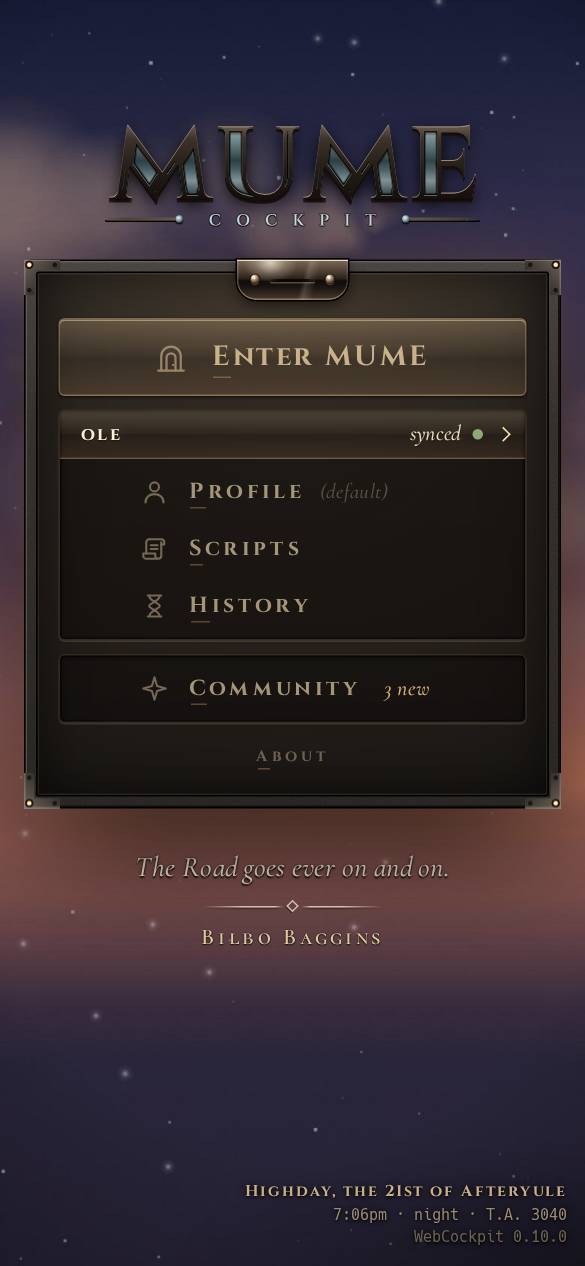 MUME
COCKPIT
Enter MUME
OLE synced
Profile (default)
Scripts
History
Community 3 new
About
The Road goes ever on and on.
Bilbo Baggins
Highday, the 21st of Afteryule
7:06pm · night · T.A. 3040
WebCockpit 0.10.0